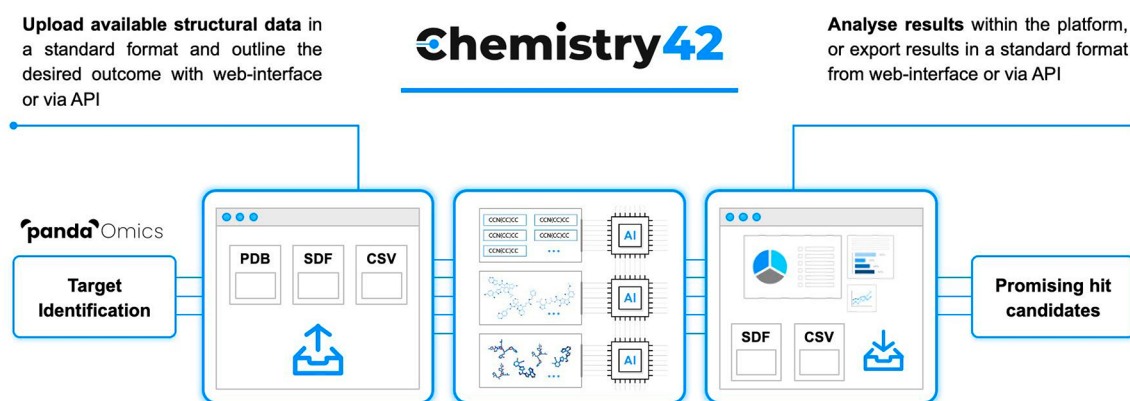 Upload available structural data in
a standard format and outline the
desired outcome with web-interface
or via API
Chemistry42
Analyse results within the platform,
or export results in a standard format
from web-interface or via API
pandaOmics
Target
Identification
PDB SDF CSV
CCN(CC)CC CCN(CC)CC
CCN(CC)CC CCN(CC)CC
CCN(CC)CC ...
AI
...
AI
...
AI
SDF CSV
Promising hit
candidates